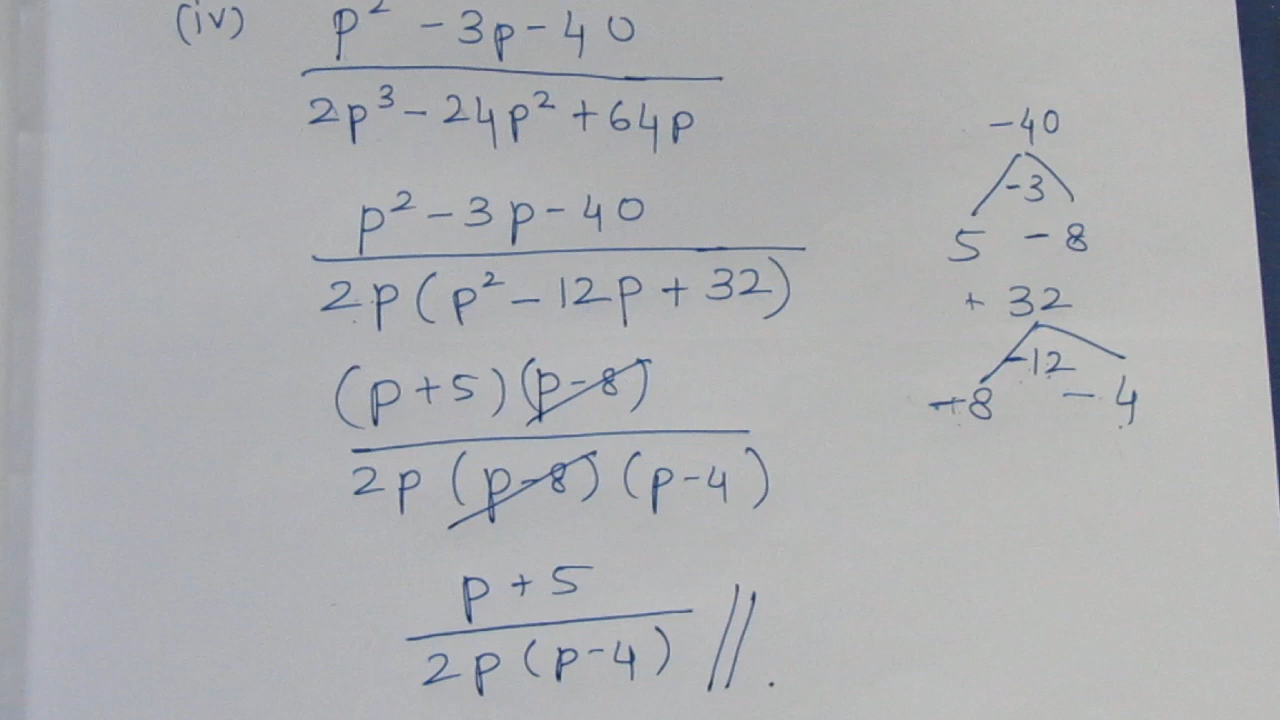 (iv) p² - 3p - 40
2p³ - 24p² + 64p
p² - 3p - 40
2p(p² - 12p + 32)
(p+5)(p-8)
2p(p-8)(p-4)
p+5
2p(p-4) //.
-40
-3
5 -8
+ 32
-12
-8 -4